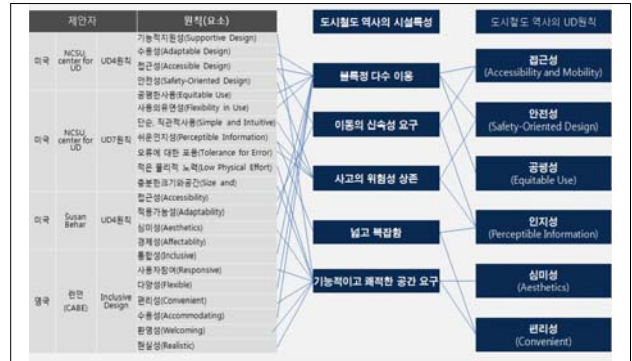 제안자 원칙(요소)
도시철도 역사의 시설특성
도시철도 역사의 UD원칙
미국
NCSU, center for UD
UD4원칙
기능적지원성(Supportive Design)
수용성(Adaptable Design)
접근성(Accessible Design)
안전성(Safety-Oriented Design)
미국
NCSU, center for UD
UD7원칙
공평한사용(Equitable Use)
사용의유연성(Flexibility in Use)
단순, 직관적사용(Simple and Intuitive)
쉬운인지성(Perceptible Information)
오류에 대한 포용(Tolerance for Error)
적은 물리적 노력(Low Physical Effort)
충분한크기와공간(Size and)
미국
Susan Behar
UD4원칙
접근성(Accessibility)
적용가능성(Adaptability)
심미성(Aesthetics)
경제성(Affectablity)
영국
(CABE)
Inclusive Design
통합성(Inclusive)
사용자참여(Responsive)
다양성(Flexible)
편리성(Convenient)
수용성(Accommodating)
환영성(Welcoming)
현실성(Realistic)
불특정 다수 이용
이동의 신속성 요구
사고의 위험성 상존
넓고 복잡함
기능적이고 쾌적한 공간 요구
접근성
(Accessibility and Mobility)
안전성
(Safety-Oriented Design)
공평성
(Equitable Use)
인지성
(Perceptible Information)
심미성
(Aesthetics)
편리성
(Convenient)